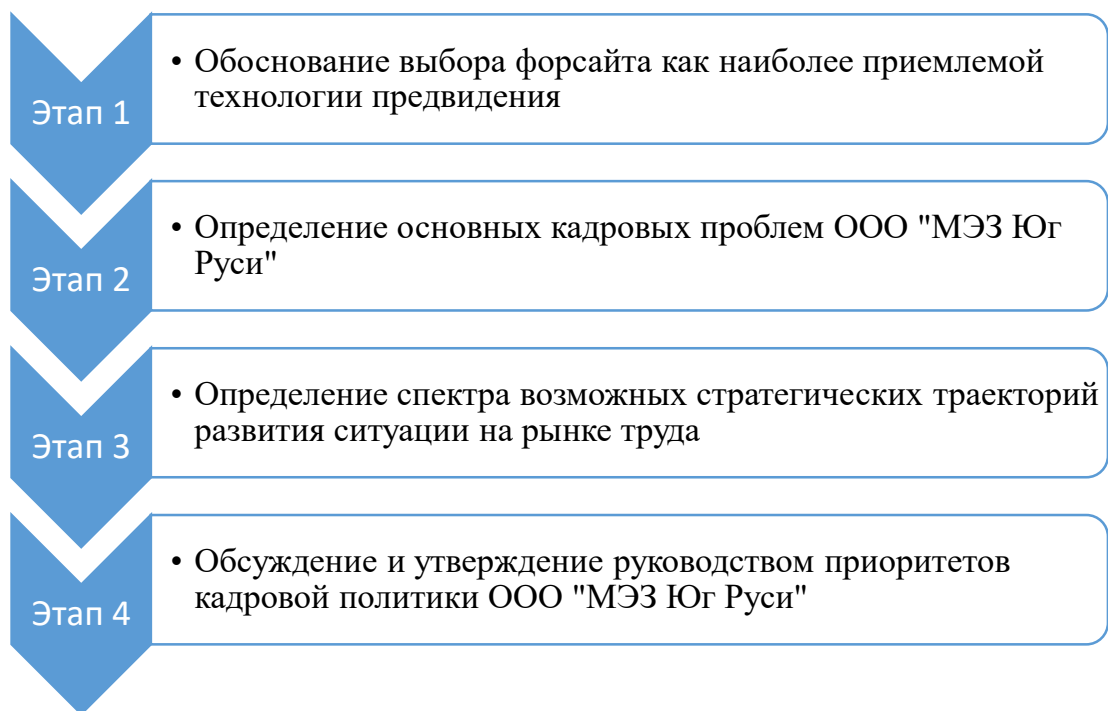 Этап 1
• Обоснование выбора форсайта как наиболее приемлемой
технологии предвидения
Этап 2
• Определение основных кадровых проблем ООО "МЭЗ Юг
Руси"
Этап 3
• Определение спектра возможных стратегических траекторий
развития ситуации на рынке труда
Этап 4
• Обсуждение и утверждение руководством приоритетов
кадровой политики ООО "МЭЗ Юг Руси"